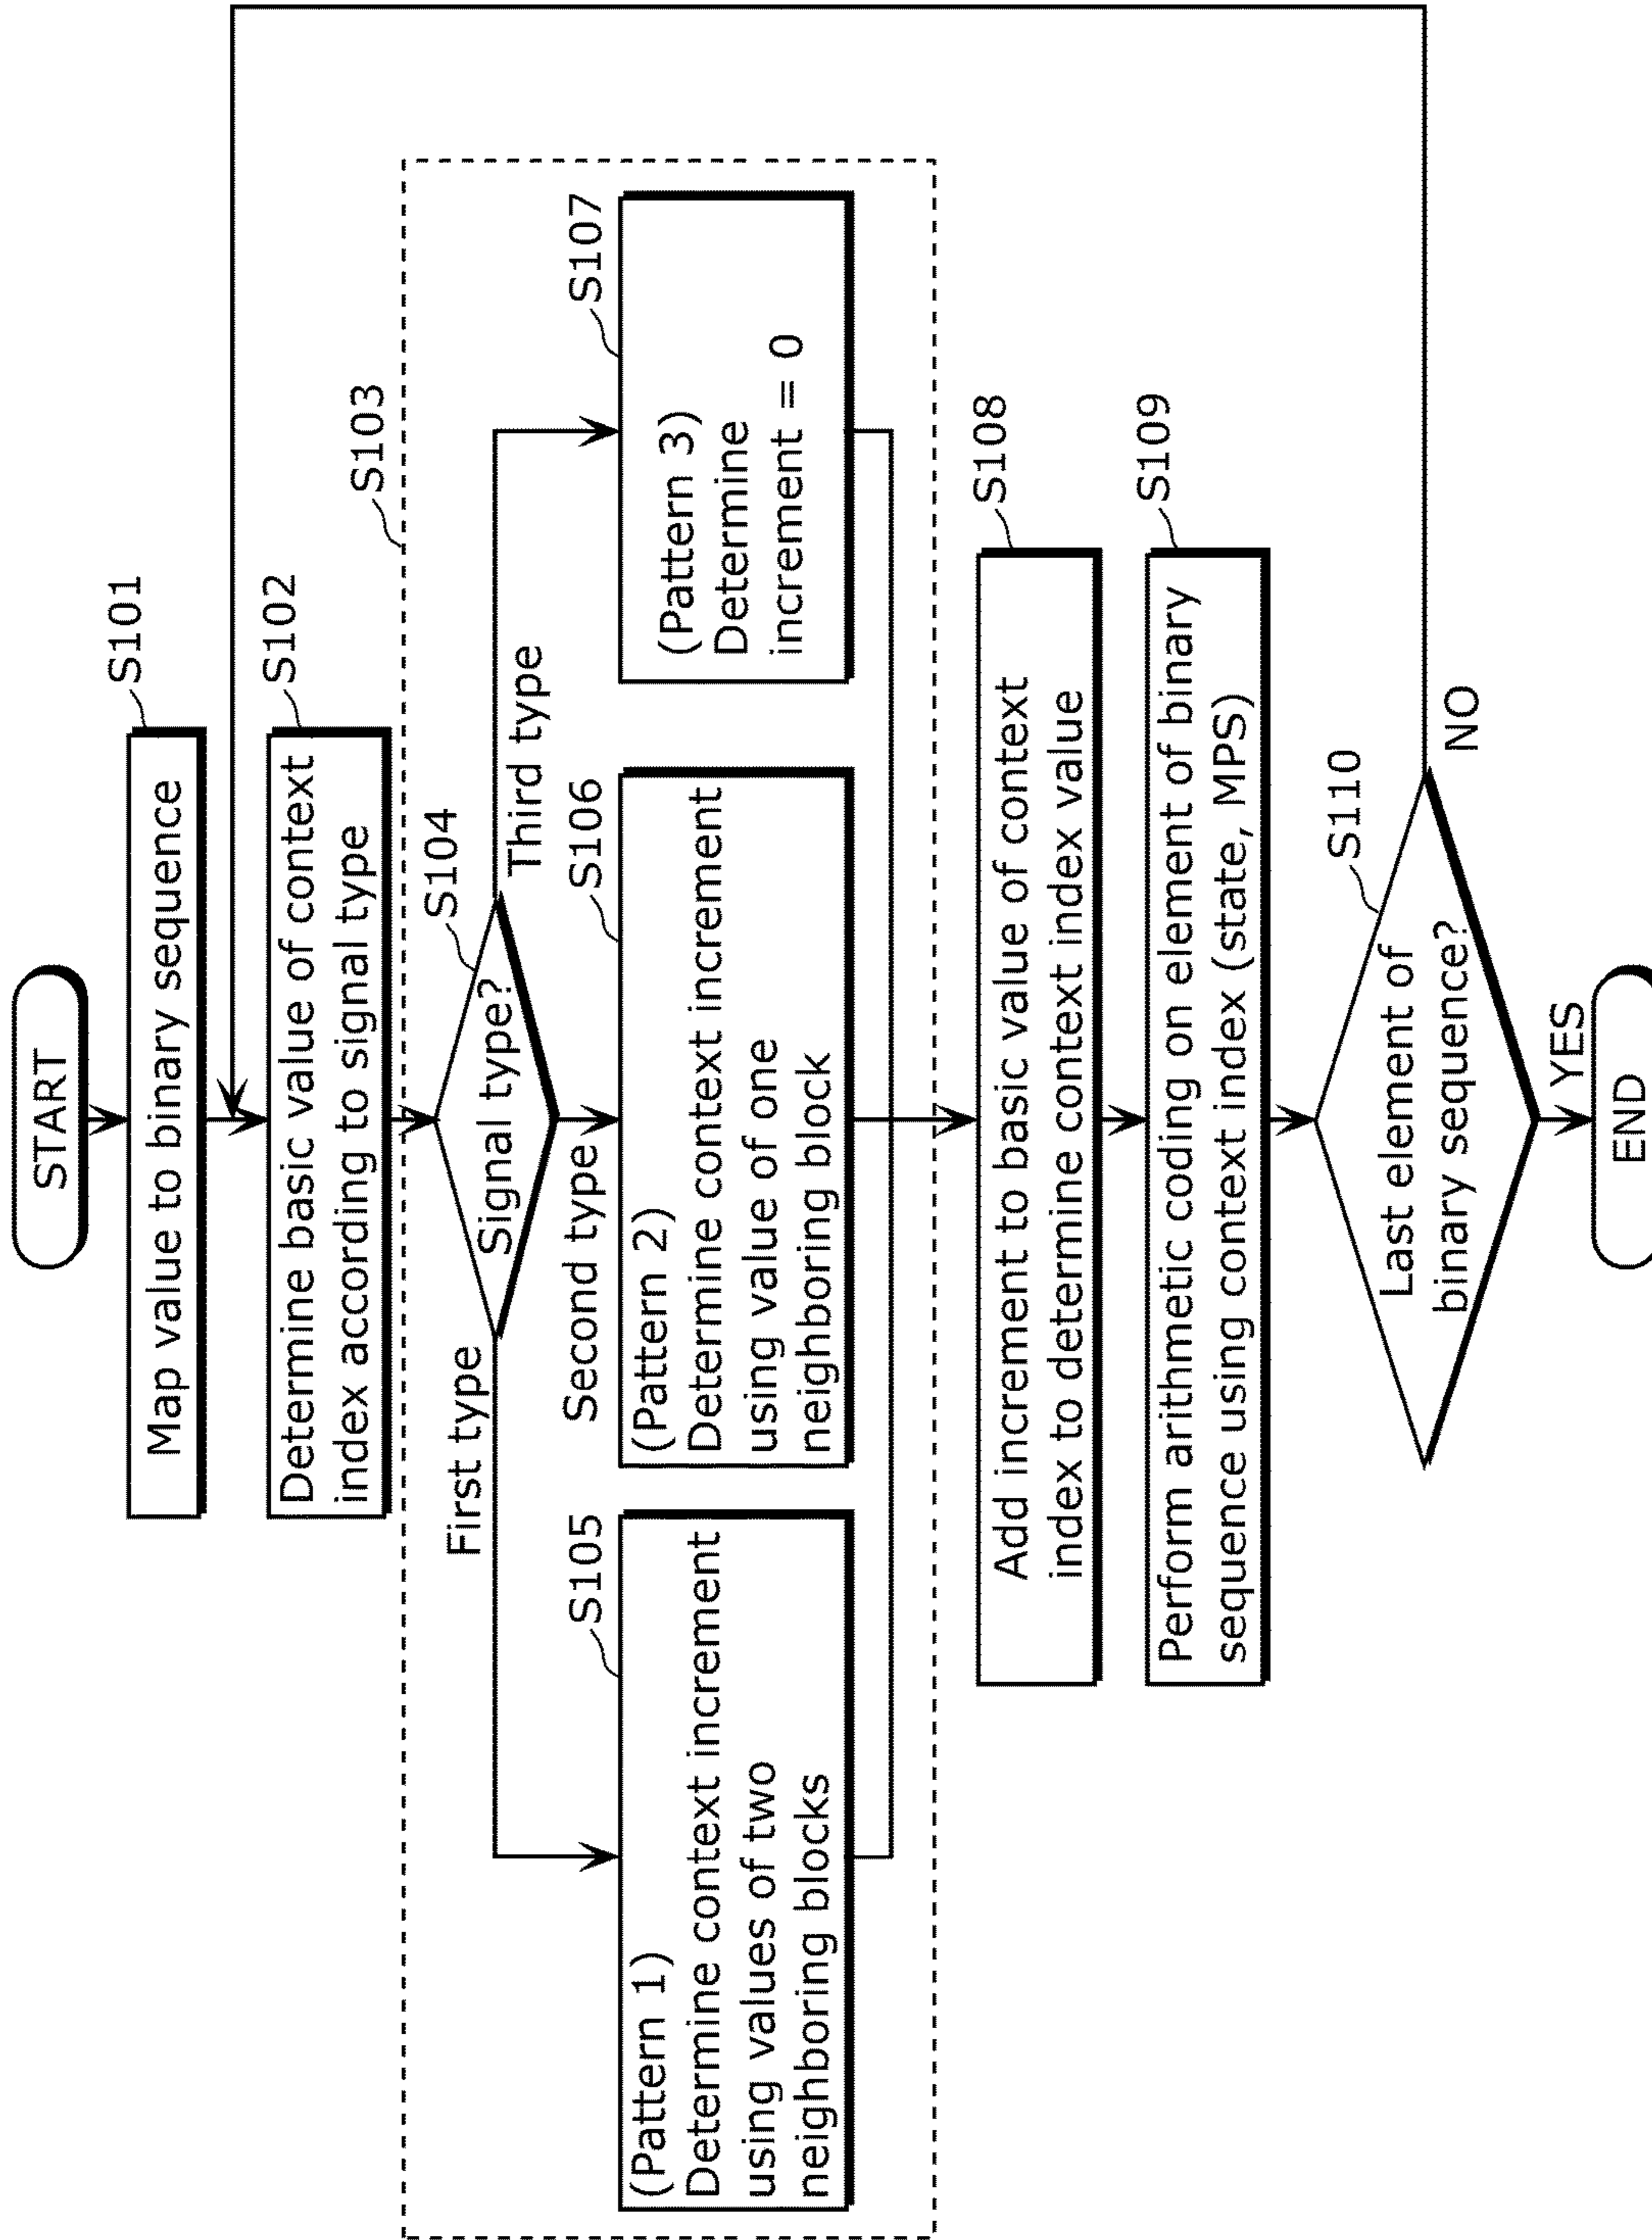 START
S101
Map value to binary sequence
S102
Determine basic value of context
index according to signal type
S103
S104
Signal type?
First type
Second type
Third type
S105
(Pattern 1)
Determine context increment
using values of two
neighboring blocks
S106
(Pattern 2)
Determine context increment
using value of one
neighboring block
S107
(Pattern 3)
Determine
increment = 0
S108
Add increment to basic value of context
index to determine context index value
S109
Perform arithmetic coding on element of binary
sequence using context index (state, MPS)
S110
Last element of
binary sequence?
NO
YES
END